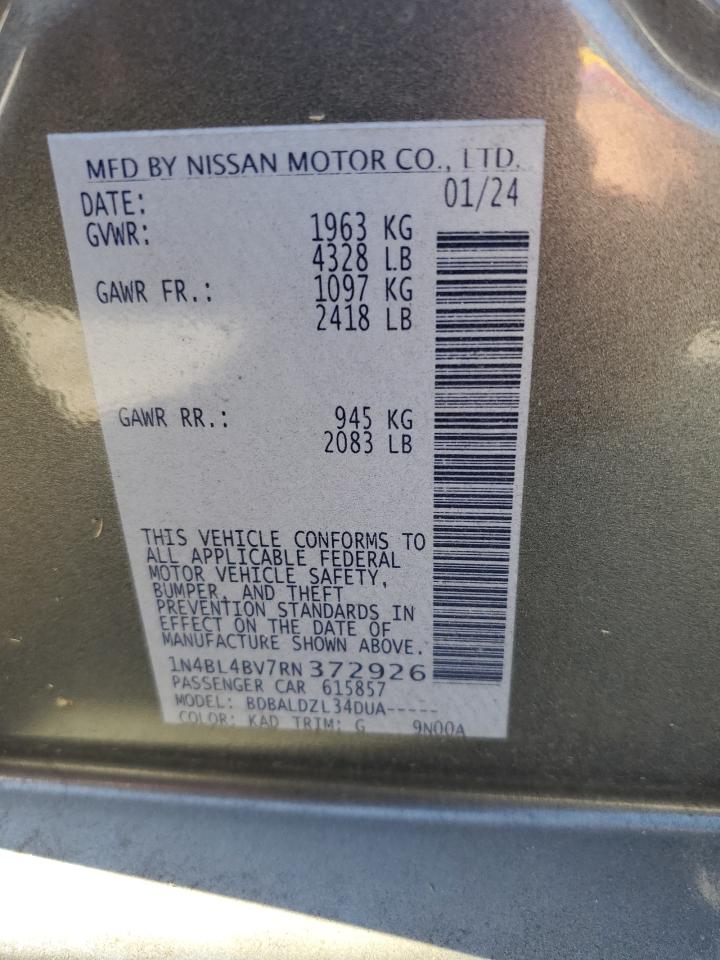 MFD BY NISSAN MOTOR CO., LTD.
DATE: 01/24
GVWR: 1963 KG
4328 LB
GAWR FR.: 1097 KG
2418 LB
GAWR RR.: 945 KG
2083 LB
THIS VEHICLE CONFORMS TO
ALL APPLICABLE FEDERAL
MOTOR VEHICLE SAFETY,
BUMPER, AND THEFT
PREVENTION STANDARDS IN
EFFECT ON THE DATE OF
MANUFACTURE SHOWN ABOVE.
1N4BL4BV7RN372926
PASSENGER CAR 615857
MODEL: BDBALDZL34DUA-----
COLOR: KAD TRIM: G 9N00A